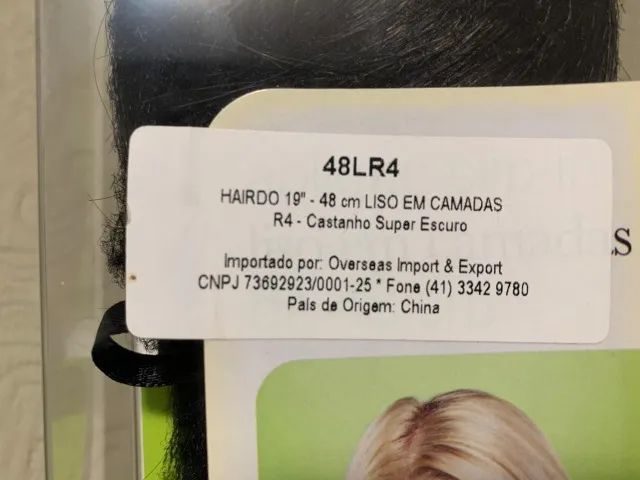 48LR4
HAIRDO 19" - 48 cm LISO EM CAMADAS
R4 - Castanho Super Escuro
Importado por: Overseas Import & Export
CNPJ 73692923/0001-25 * Fone (41) 3342 9780
País de Origem: China